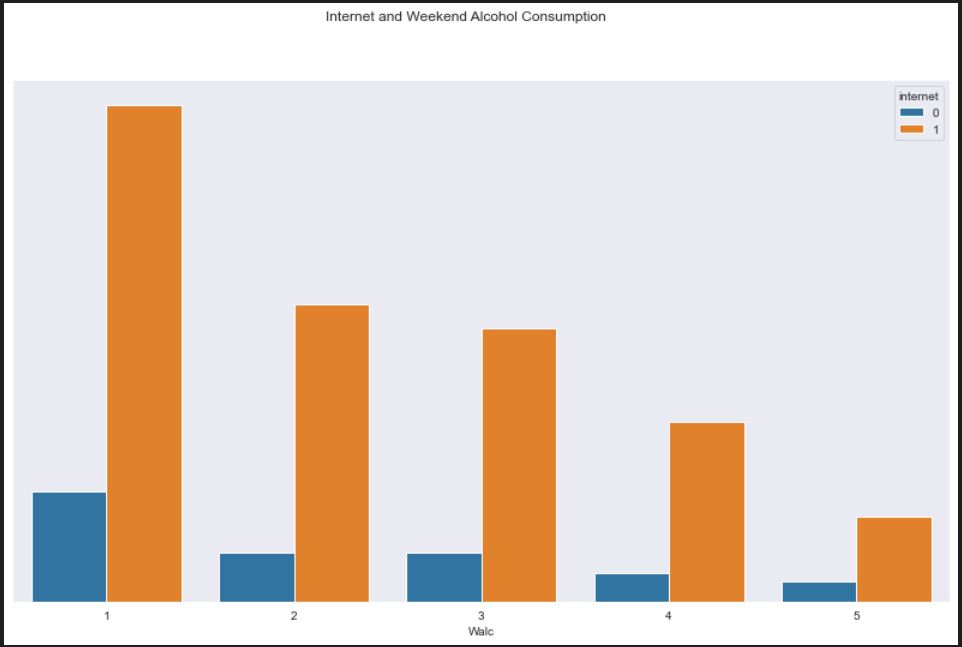 Internet and Weekend Alcohol Consumption
internet
0
1
1 2 3 4 5
Walc